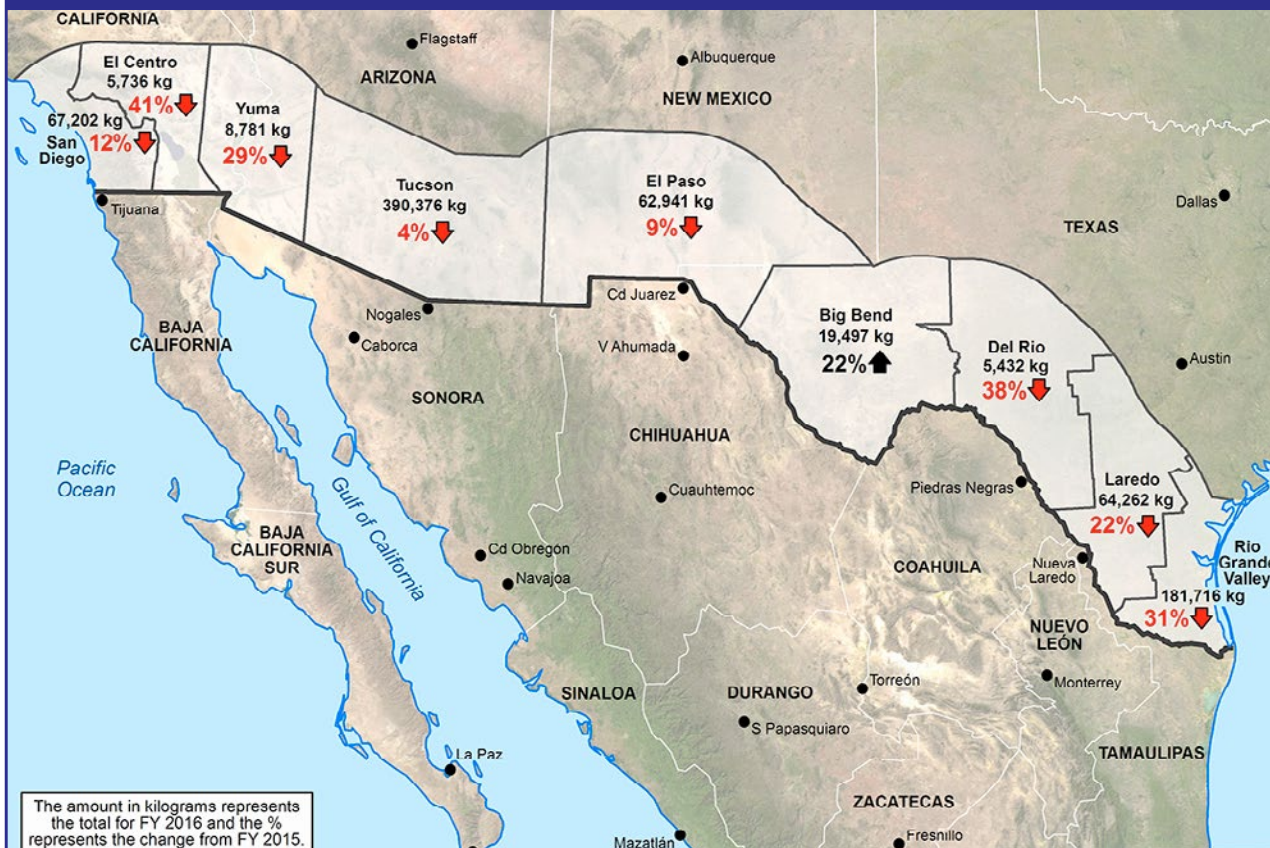 CALIFORNIA
Flagstaff
Albuquerque
ARIZONA
NEW MEXICO
El Centro
5,736 kg
41%
67,202 kg
San
Diego
12%
Yuma
8,781 kg
29%
Tucson
390,376 kg
4%
El Paso
62,941 kg
9%
Dallas
TEXAS
Tijuana
Cd Juarez
Nogales
Caborca
V Ahumada
BAJA
CALIFORNIA
SONORA
CHIHUAHUA
Big Bend
19,497 kg
22%
Del Rio
5,432 kg
38%
Austin
Pacific
Ocean
Gulf of California
Cuauhtemoc
Piedras Negras
Laredo
64,262 kg
22%
BAJA
CALIFORNIA
SUR
Cd Obregón
Navajoa
COAHUILA
Nueva
Laredo
Rio
Grande
Valley
181,716 kg
31%
NUEVO
LEÓN
SINALOA
DURANGO
Torreón
Monterrey
S Papasquiaro
TAMAULIPAS
La Paz
ZACATECAS
Mazatlán
Fresnillo
The amount in kilograms represents
the total for FY 2016 and the %
represents the change from FY 2015.